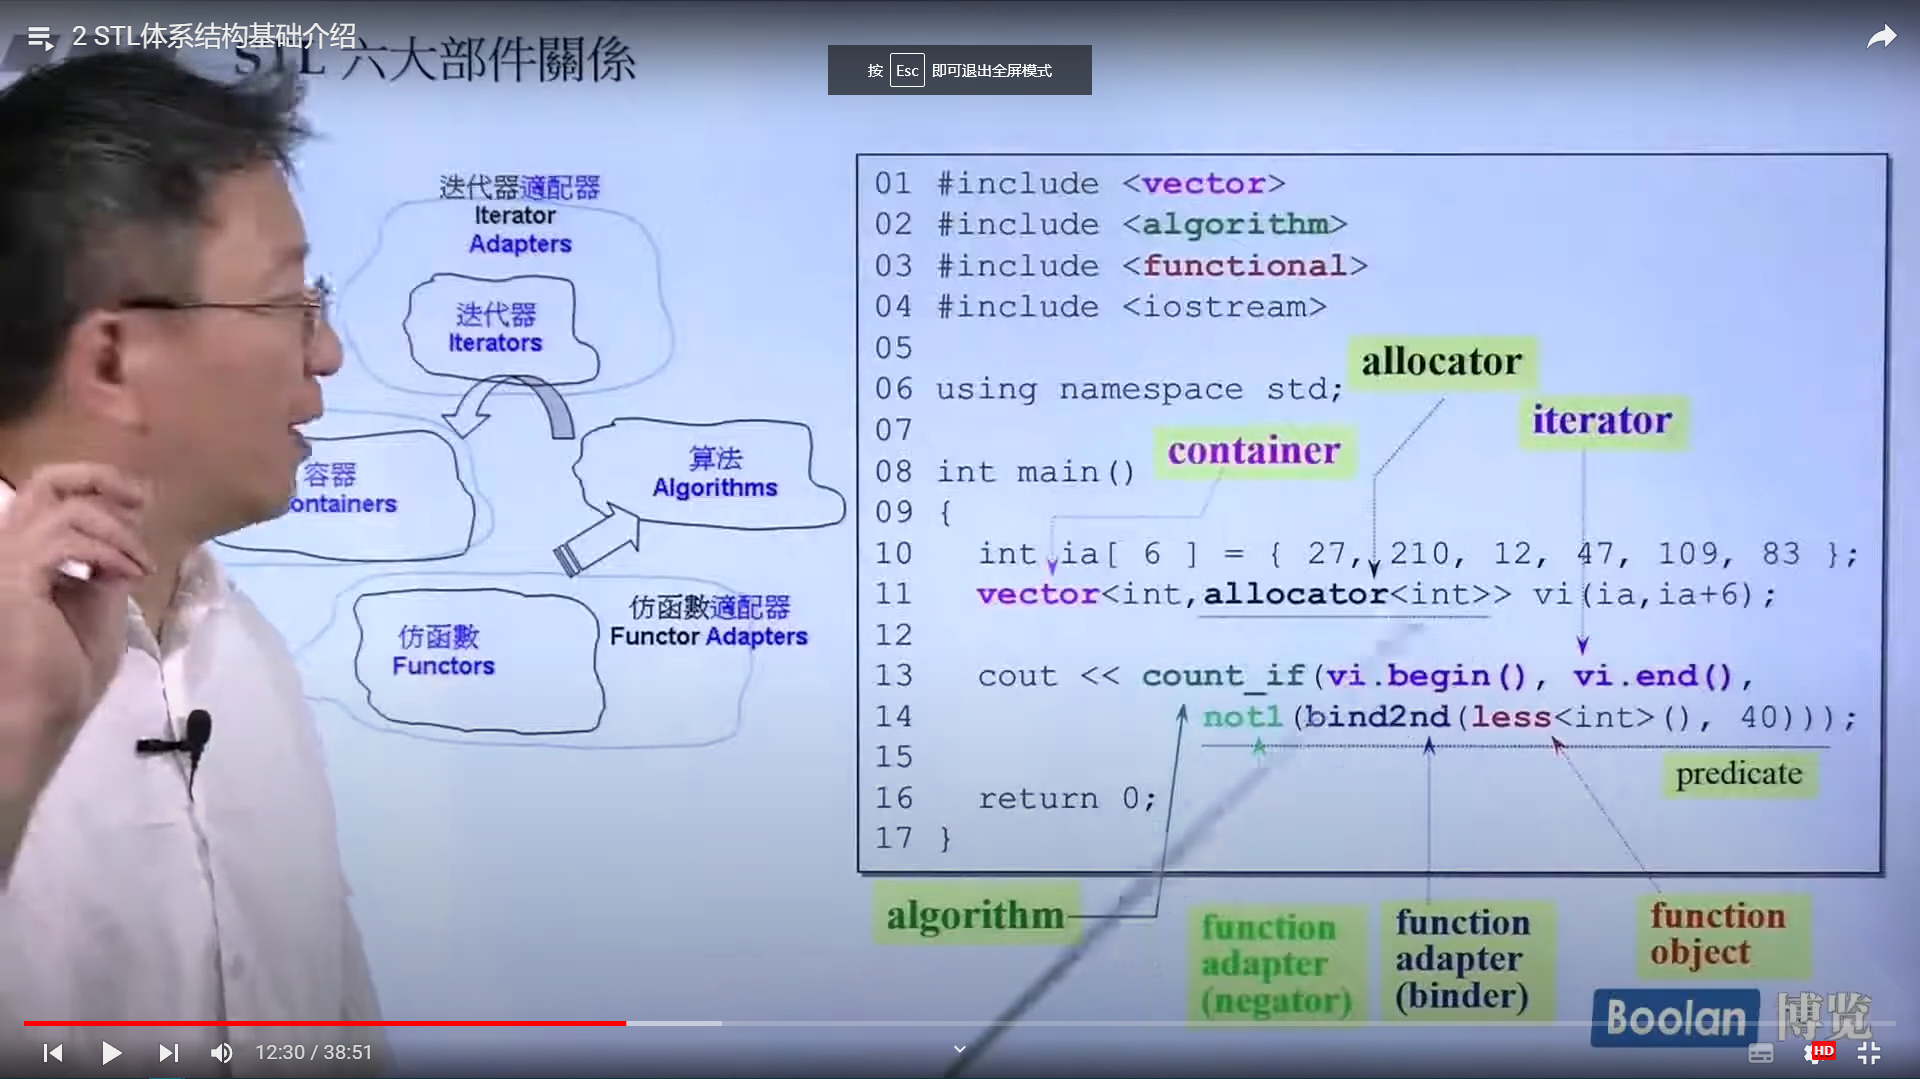 2 STL体系结构基础介绍
STL 六大部件關係
按 Esc 即可退出全屏模式
迭代器適配器
Iterator
Adapters
迭代器
Iterators
容器
ontainers
算法
Algorithms
仿函數
Functors
仿函數適配器
Functor Adapters
01 #include <vector>
02 #include <algorithm>
03 #include <functional>
04 #include <iostream>
05
06 using namespace std;
07
08 int main()
09 {
10 int ia[ 6 ] = { 27, 210, 12, 47, 109, 83 };
11 vector<int,allocator<int>> vi(ia,ia+6);
12
13 cout << count_if(vi.begin(), vi.end(),
14 not1(bind2nd(less<int>(), 40)));
15
16 return 0;
17 }
allocator
iterator
container
predicate
algorithm
function
adapter
(negator)
function
adapter
(binder)
function
object
Boolan 博览
12:30 / 38:51
HD